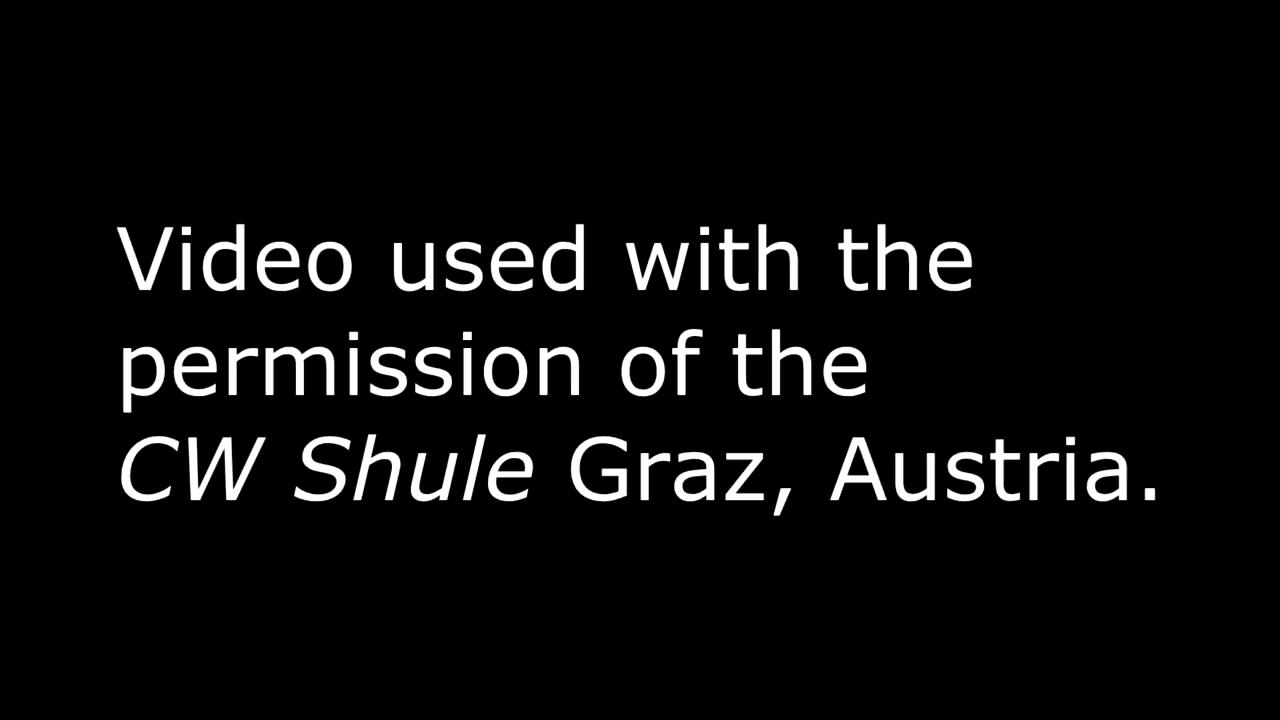 Video used with the
permission of the
CW Shule Graz, Austria.